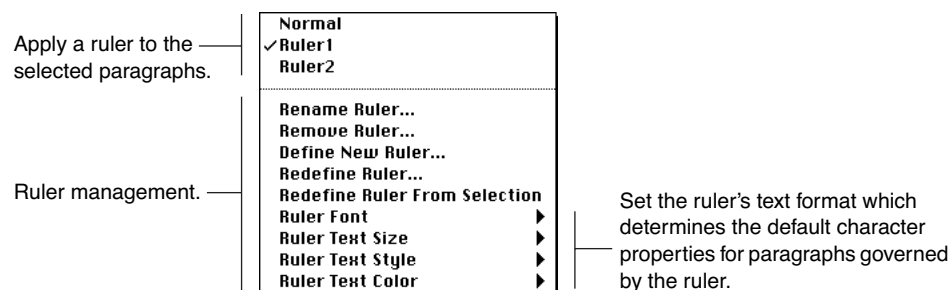 Apply a ruler to the
selected paragraphs.
Normal
✓Ruler1
Ruler2
Ruler management.
Rename Ruler...
Remove Ruler...
Define New Ruler...
Redefine Ruler...
Redefine Ruler From Selection
Ruler Font
Ruler Text Size
Ruler Text Style
Ruler Text Color
Set the ruler’s text format which
determines the default character
properties for paragraphs governed
by the ruler.